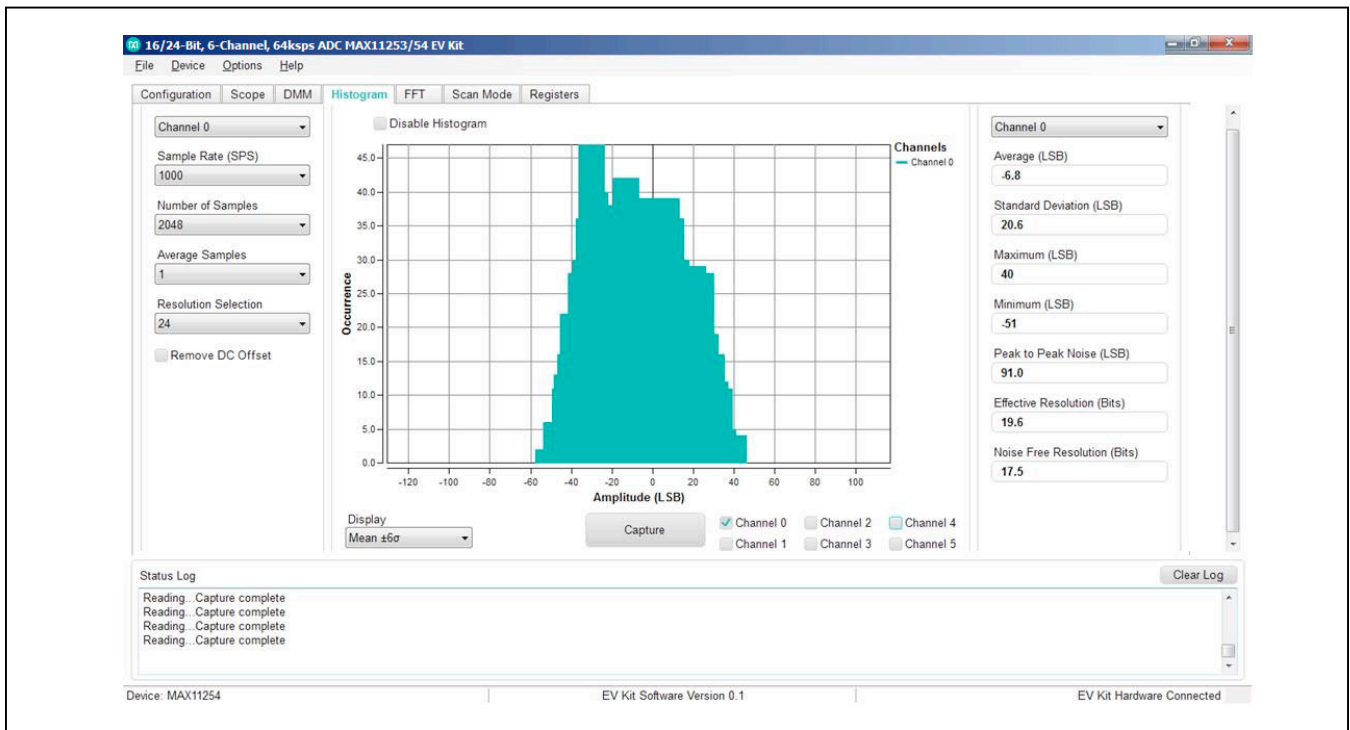 16/24-Bit, 6-Channel, 64ksps ADC MAX11253/54 EV Kit
File Device Options Help
Configuration Scope DMM Histogram FFT Scan Mode Registers
Channel 0
Sample Rate (SPS)
1000
Number of Samples
2048
Average Samples
1
Resolution Selection
24
Remove DC Offset
Disable Histogram
Occurrence
45.0
40.0
35.0
30.0
25.0
20.0
15.0
10.0
5.0
0.0
-120 -100 -80 -60 -40 -20 0 20 40 60 80 100
Amplitude (LSB)
Channels
Channel 0
Display
Mean ±6σ
Capture
Channel 0 Channel 2 Channel 4
Channel 1 Channel 3 Channel 5
Channel 0
Average (LSB)
-6.8
Standard Deviation (LSB)
20.6
Maximum (LSB)
40
Minimum (LSB)
-51
Peak to Peak Noise (LSB)
91.0
Effective Resolution (Bits)
19.6
Noise Free Resolution (Bits)
17.5
Status Log
Clear Log
Reading...Capture complete
Reading...Capture complete
Reading...Capture complete
Reading...Capture complete
Device: MAX11254 EV Kit Software Version 0.1 EV Kit Hardware Connected